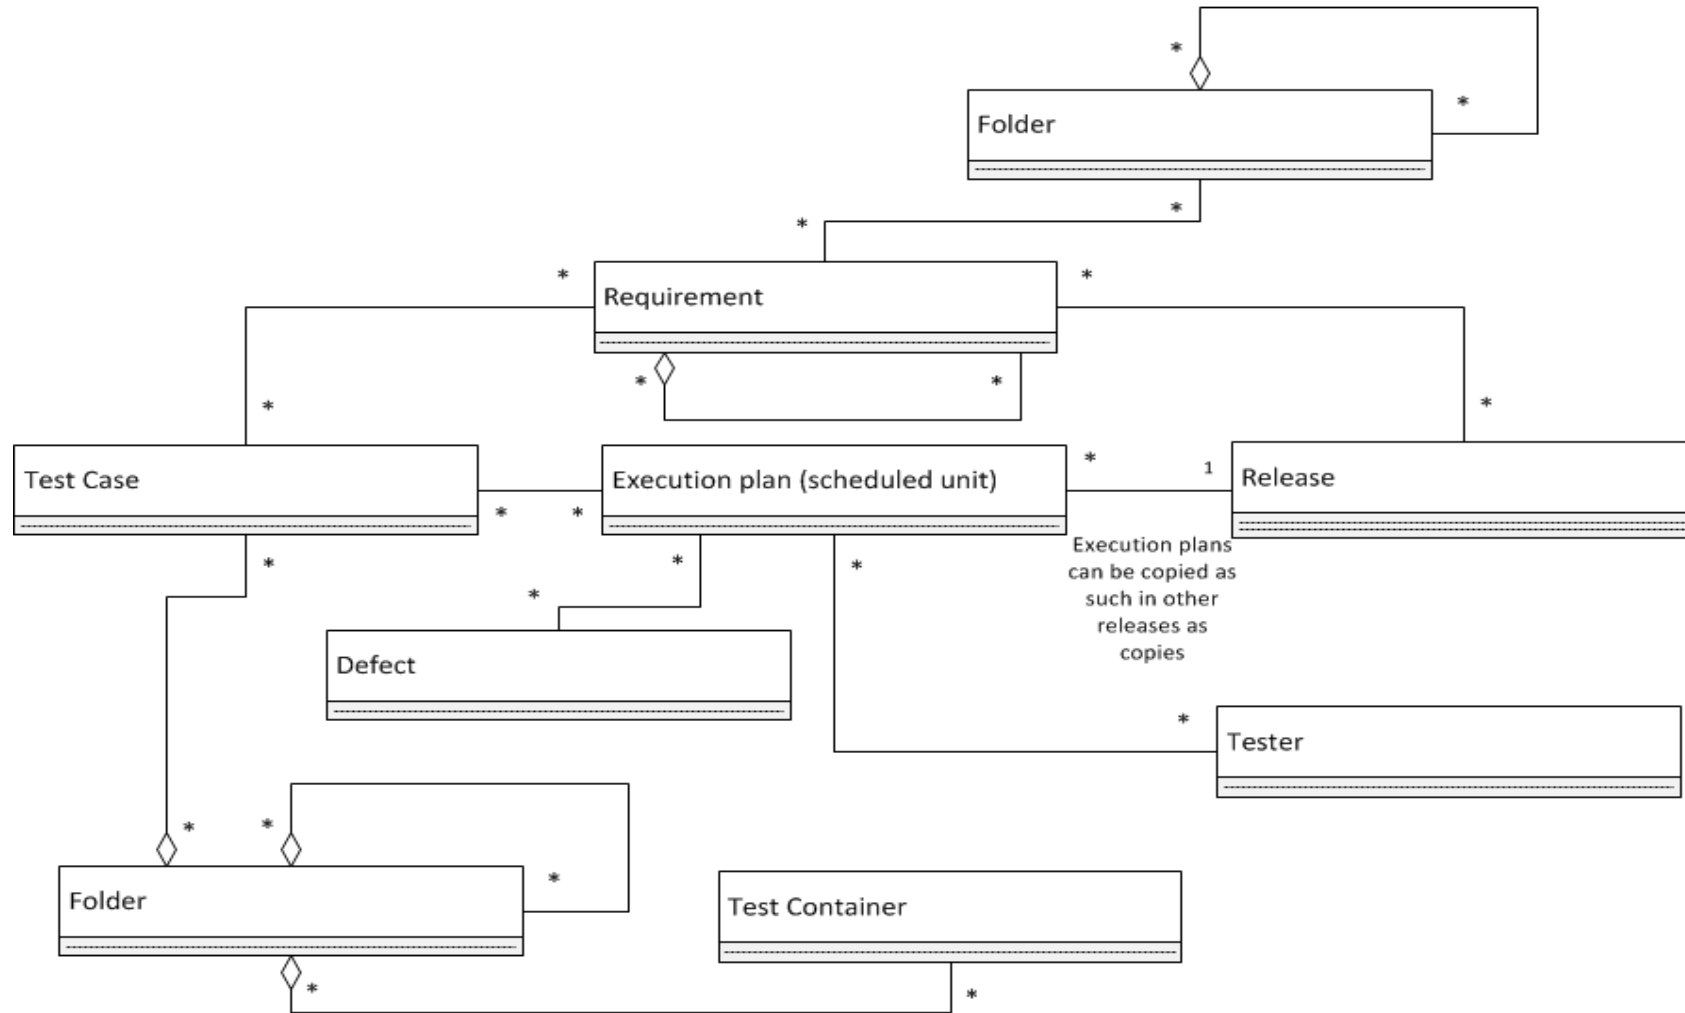 *
*
Folder
*
*
* *
Requirement
* *
* *
Test Case
Execution plan (scheduled unit)
* 1
Release
* *
Execution plans
can be copied as
such in other
releases as
copies
* * *
*
Defect
*
Tester
* *
*
Folder
Test Container
* *